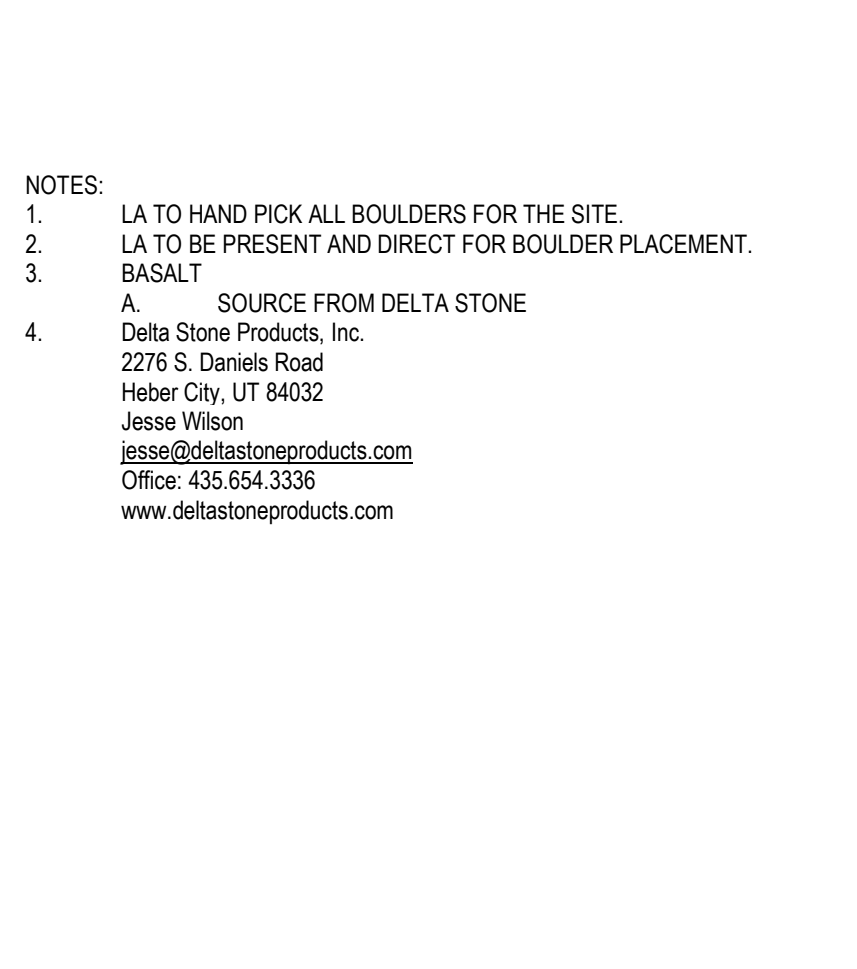 NOTES:
1. LA TO HAND PICK ALL BOULDERS FOR THE SITE.
2. LA TO BE PRESENT AND DIRECT FOR BOULDER PLACEMENT.
3. BASALT
A. SOURCE FROM DELTA STONE
4. Delta Stone Products, Inc.
2276 S. Daniels Road
Heber City, UT 84032
Jesse Wilson
jesse@deltastoneproducts.com
Office: 435.654.3336
www.deltastoneproducts.com